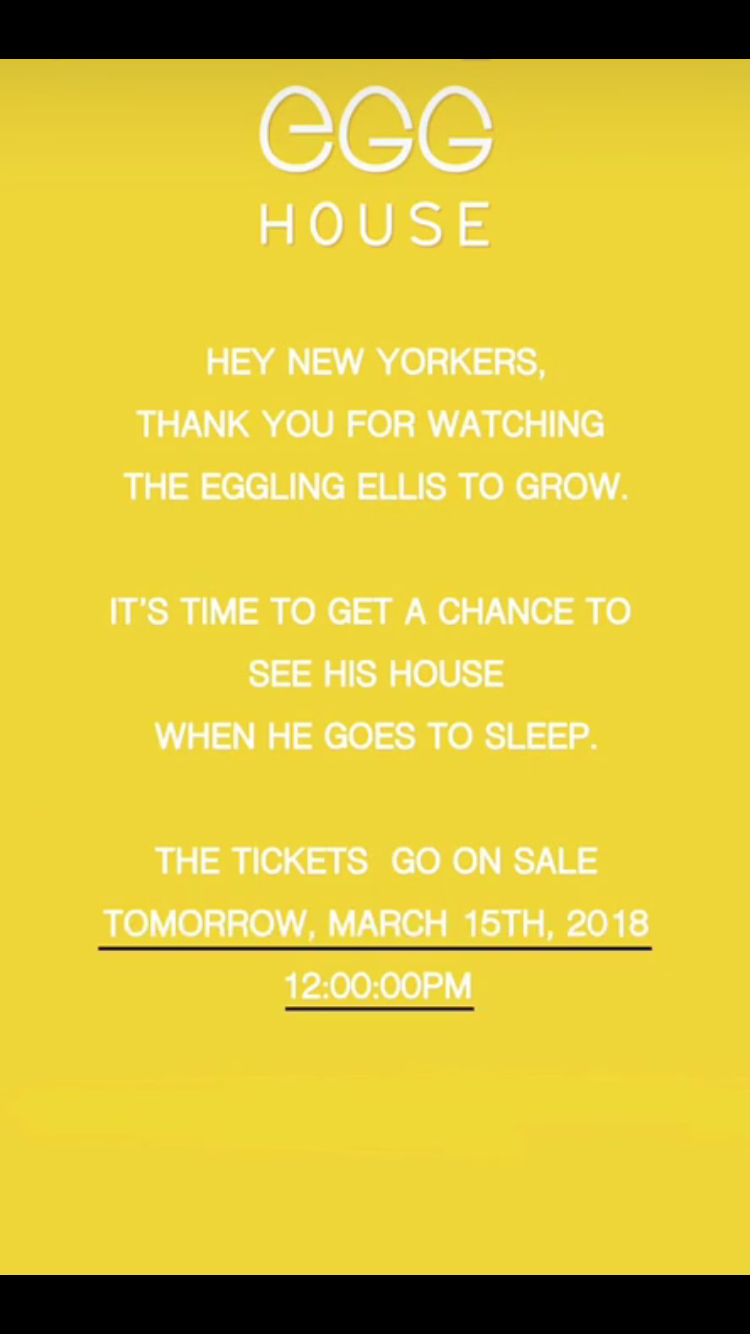 eGG
HOUSE
HEY NEW YORKERS,
THANK YOU FOR WATCHING
THE EGGLING ELLIS TO GROW.
IT'S TIME TO GET A CHANCE TO
SEE HIS HOUSE
WHEN HE GOES TO SLEEP.
THE TICKETS GO ON SALE
TOMORROW, MARCH 15TH, 2018
12:00:00PM